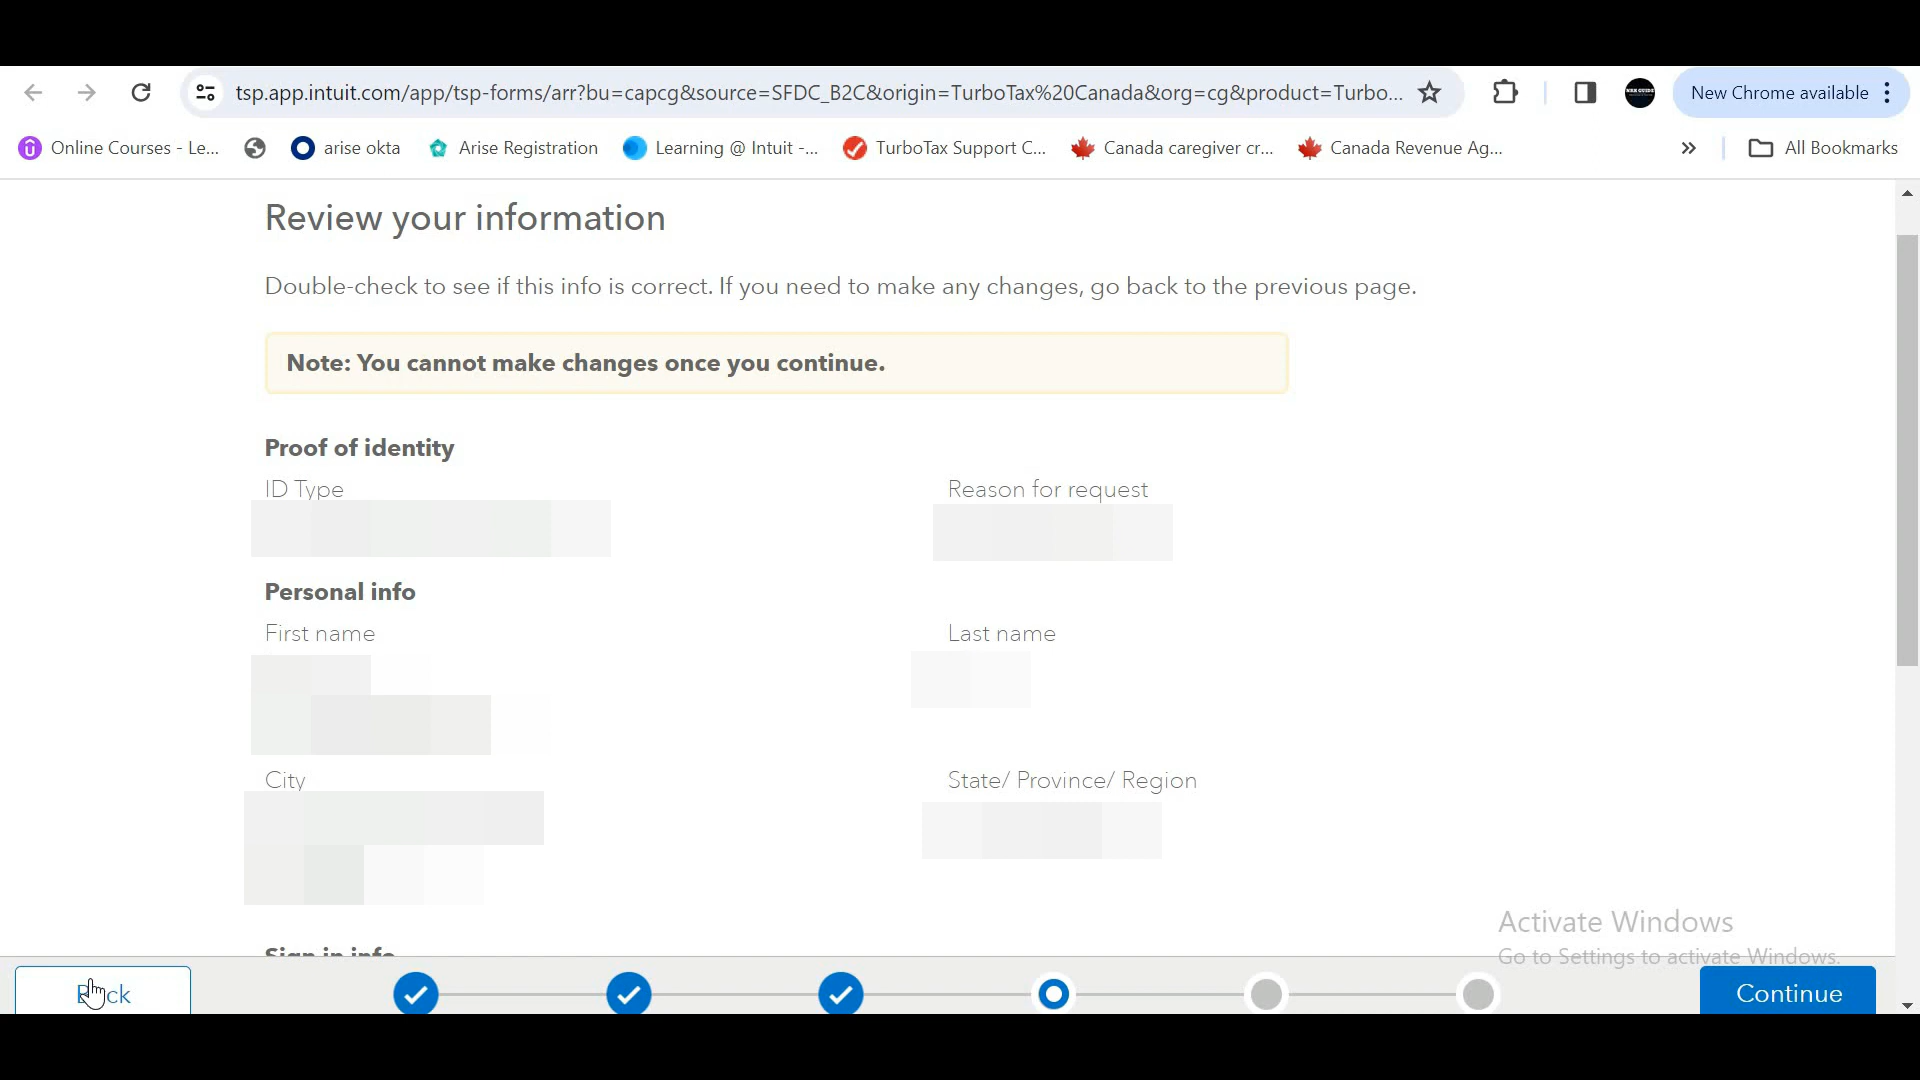 tsp.app.intuit.com/app/tsp-forms/arr?bu=capcg&source=SFDC_B2C&origin=TurboTax%20Canada&org=cg&product=Turbo...
New Chrome available
Online Courses - Le...
arise okta
Arise Registration
Learning @ Intuit -...
TurboTax Support C...
Canada caregiver cr...
Canada Revenue Ag...
All Bookmarks
Review your information
Double-check to see if this info is correct. If you need to make any changes, go back to the previous page.
Note: You cannot make changes once you continue.
Proof of identity
ID Type
Reason for request
Personal info
First name
Last name
City
State/ Province/ Region
Sign in info
Activate Windows
Go to Settings to activate Windows.
Back
Continue